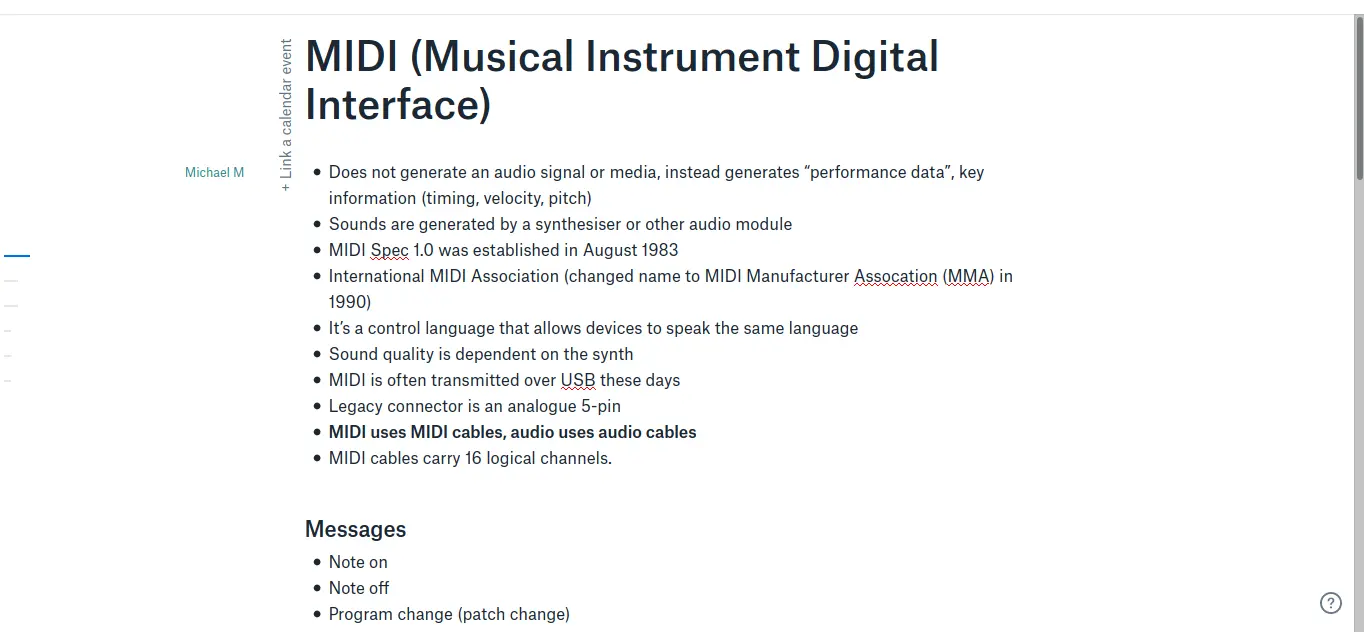 MIDI (Musical Instrument Digital
Interface)
+ Link a calendar event
Michael M
• Does not generate an audio signal or media, instead generates “performance data”, key
information (timing, velocity, pitch)
• Sounds are generated by a synthesiser or other audio module
• MIDI Spec 1.0 was established in August 1983
• International MIDI Association (changed name to MIDI Manufacturer Assocation (MMA) in
1990)
• It’s a control language that allows devices to speak the same language
• Sound quality is dependent on the synth
• MIDI is often transmitted over USB these days
• Legacy connector is an analogue 5-pin
• MIDI uses MIDI cables, audio uses audio cables
• MIDI cables carry 16 logical channels.
Messages
• Note on
• Note off
• Program change (patch change)
?